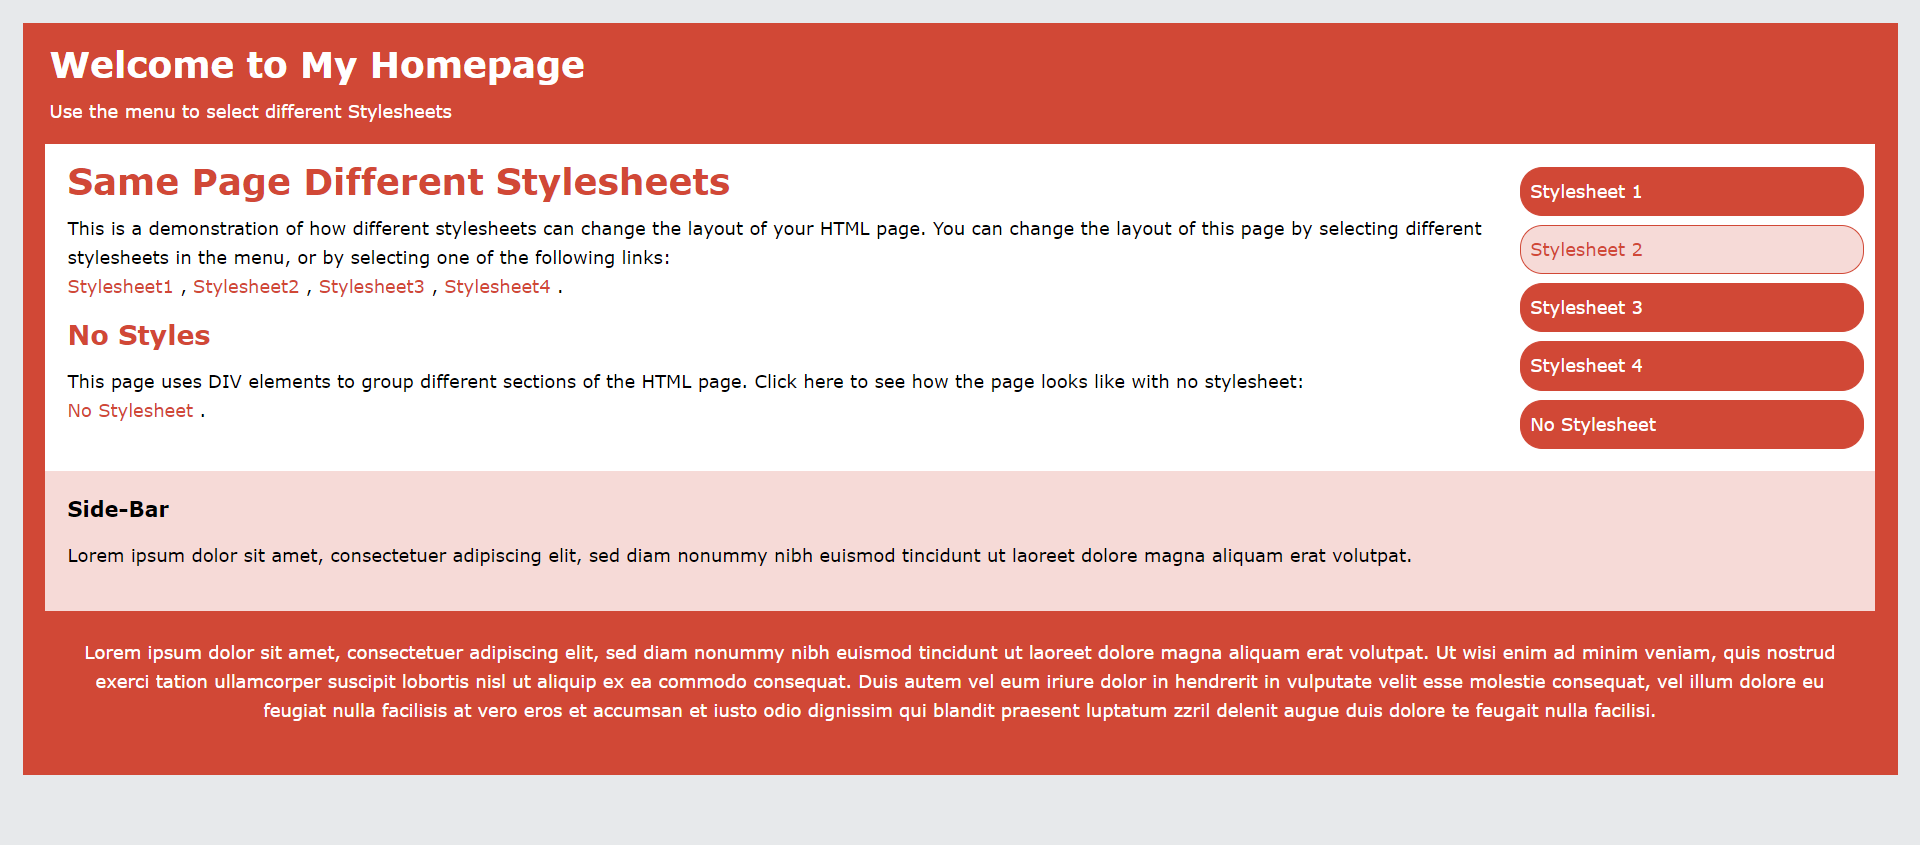 Welcome to My Homepage
Use the menu to select different Stylesheets
Same Page Different Stylesheets
This is a demonstration of how different stylesheets can change the layout of your HTML page. You can change the layout of this page by selecting different
stylesheets in the menu, or by selecting one of the following links:
Stylesheet1 , Stylesheet2 , Stylesheet3 , Stylesheet4 .
No Styles
This page uses DIV elements to group different sections of the HTML page. Click here to see how the page looks like with no stylesheet:
No Stylesheet .
Stylesheet 1
Stylesheet 2
Stylesheet 3
Stylesheet 4
No Stylesheet
Side-Bar
Lorem ipsum dolor sit amet, consectetuer adipiscing elit, sed diam nonummy nibh euismod tincidunt ut laoreet dolore magna aliquam erat volutpat.
Lorem ipsum dolor sit amet, consectetuer adipiscing elit, sed diam nonummy nibh euismod tincidunt ut laoreet dolore magna aliquam erat volutpat. Ut wisi enim ad minim veniam, quis nostrud
exerci tation ullamcorper suscipit lobortis nisl ut aliquip ex ea commodo consequat. Duis autem vel eum iriure dolor in hendrerit in vulputate velit esse molestie consequat, vel illum dolore eu
feugiat nulla facilisis at vero eros et accumsan et iusto odio dignissim qui blandit praesent luptatum zzril delenit augue duis dolore te feugait nulla facilisi.